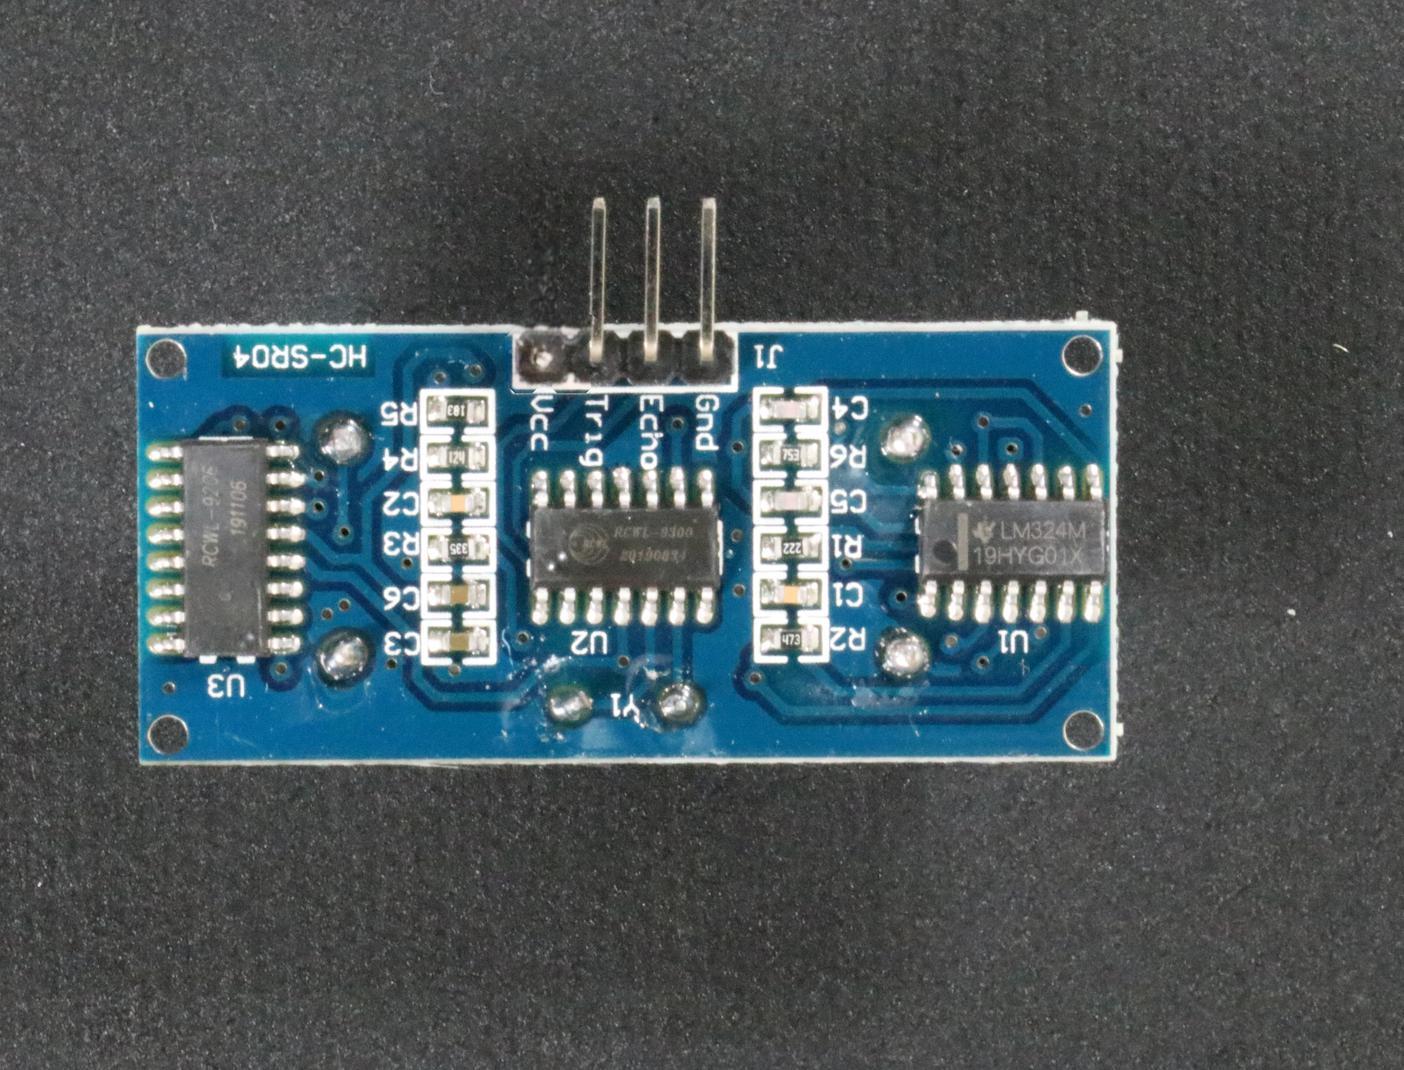 HC-SR04
J1
Vcc
Trig
Echo
Gnd
R5
183
R4
124
C2
R3
335
C6
C3
C4
R6
753
C5
R1
222
C1
R2
473
RCWL-9206
191106
U3
RCWL-9300
U2
LM324M
19HYG01X
U1
Y1